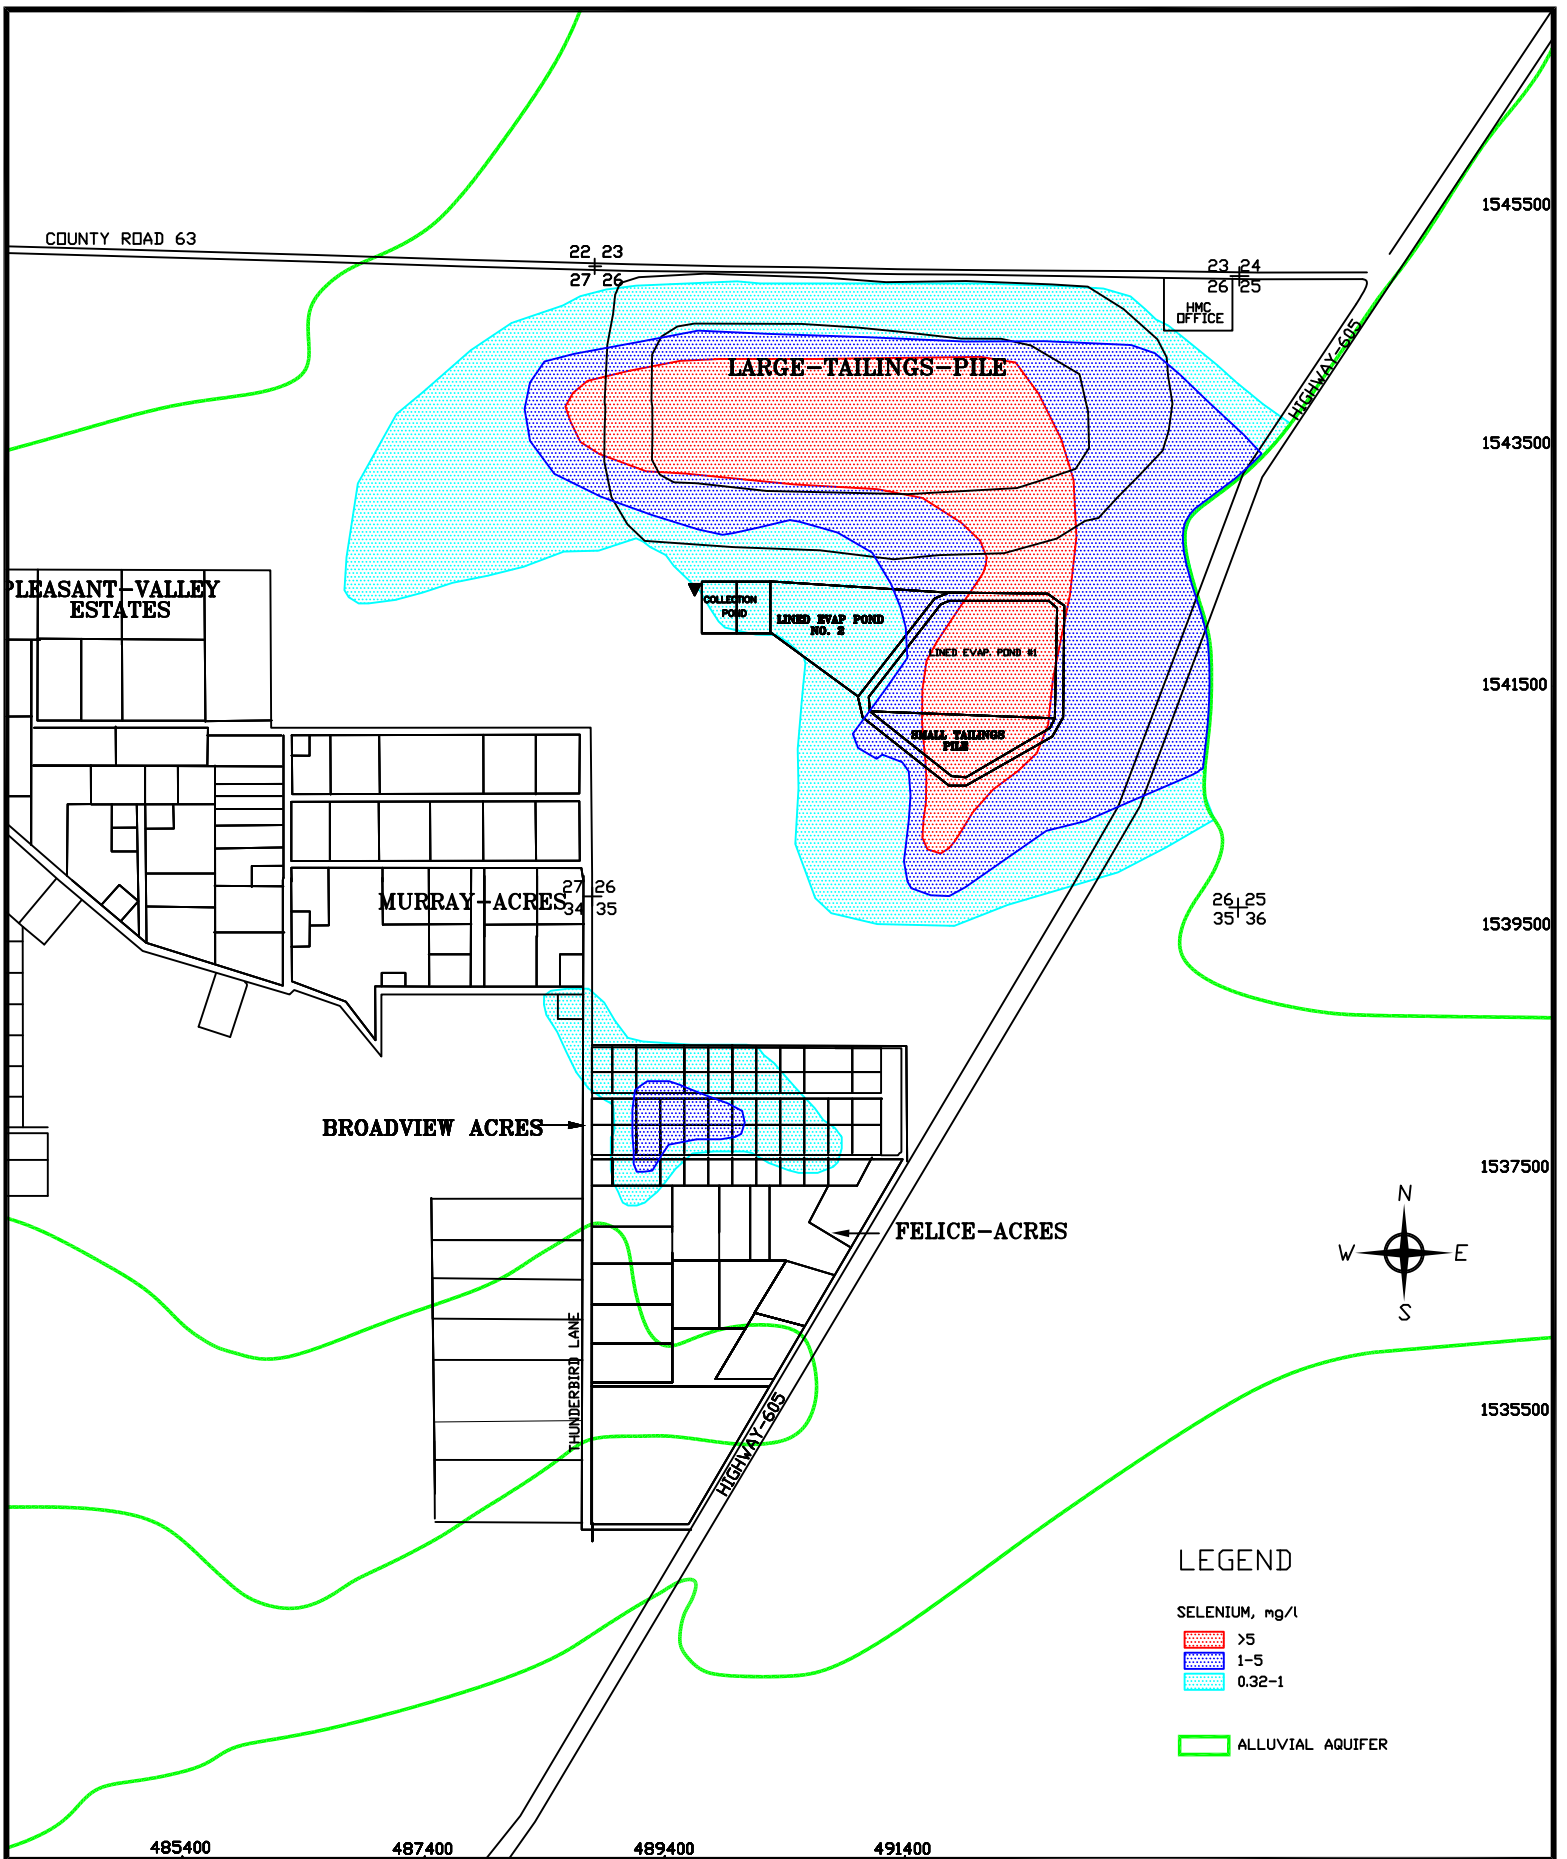 1545500
COUNTY ROAD 63
22 23
27 26
23 24
26 25
HMC
OFFICE
HIGHWAY-605
LARGE-TAILINGS-PILE
1543500
PLEASANT-VALLEY
ESTATES
COLLECTION
POND
LINED EVAP POND
NO. 2
LINED EVAP. POND #1
1541500
SMALL TAILINGS
PILE
27 26
34 35
MURRAY-ACRES
26 25
35 36
1539500
BROADVIEW ACRES
1537500
FELICE-ACRES
N
W E
S
THUNDERBIRD LANE
HIGHWAY-605
1535500
LEGEND
SELENIUM, mg/l
>5
1-5
0.32-1
ALLUVIAL AQUIFER
485400
487400
489400
491400